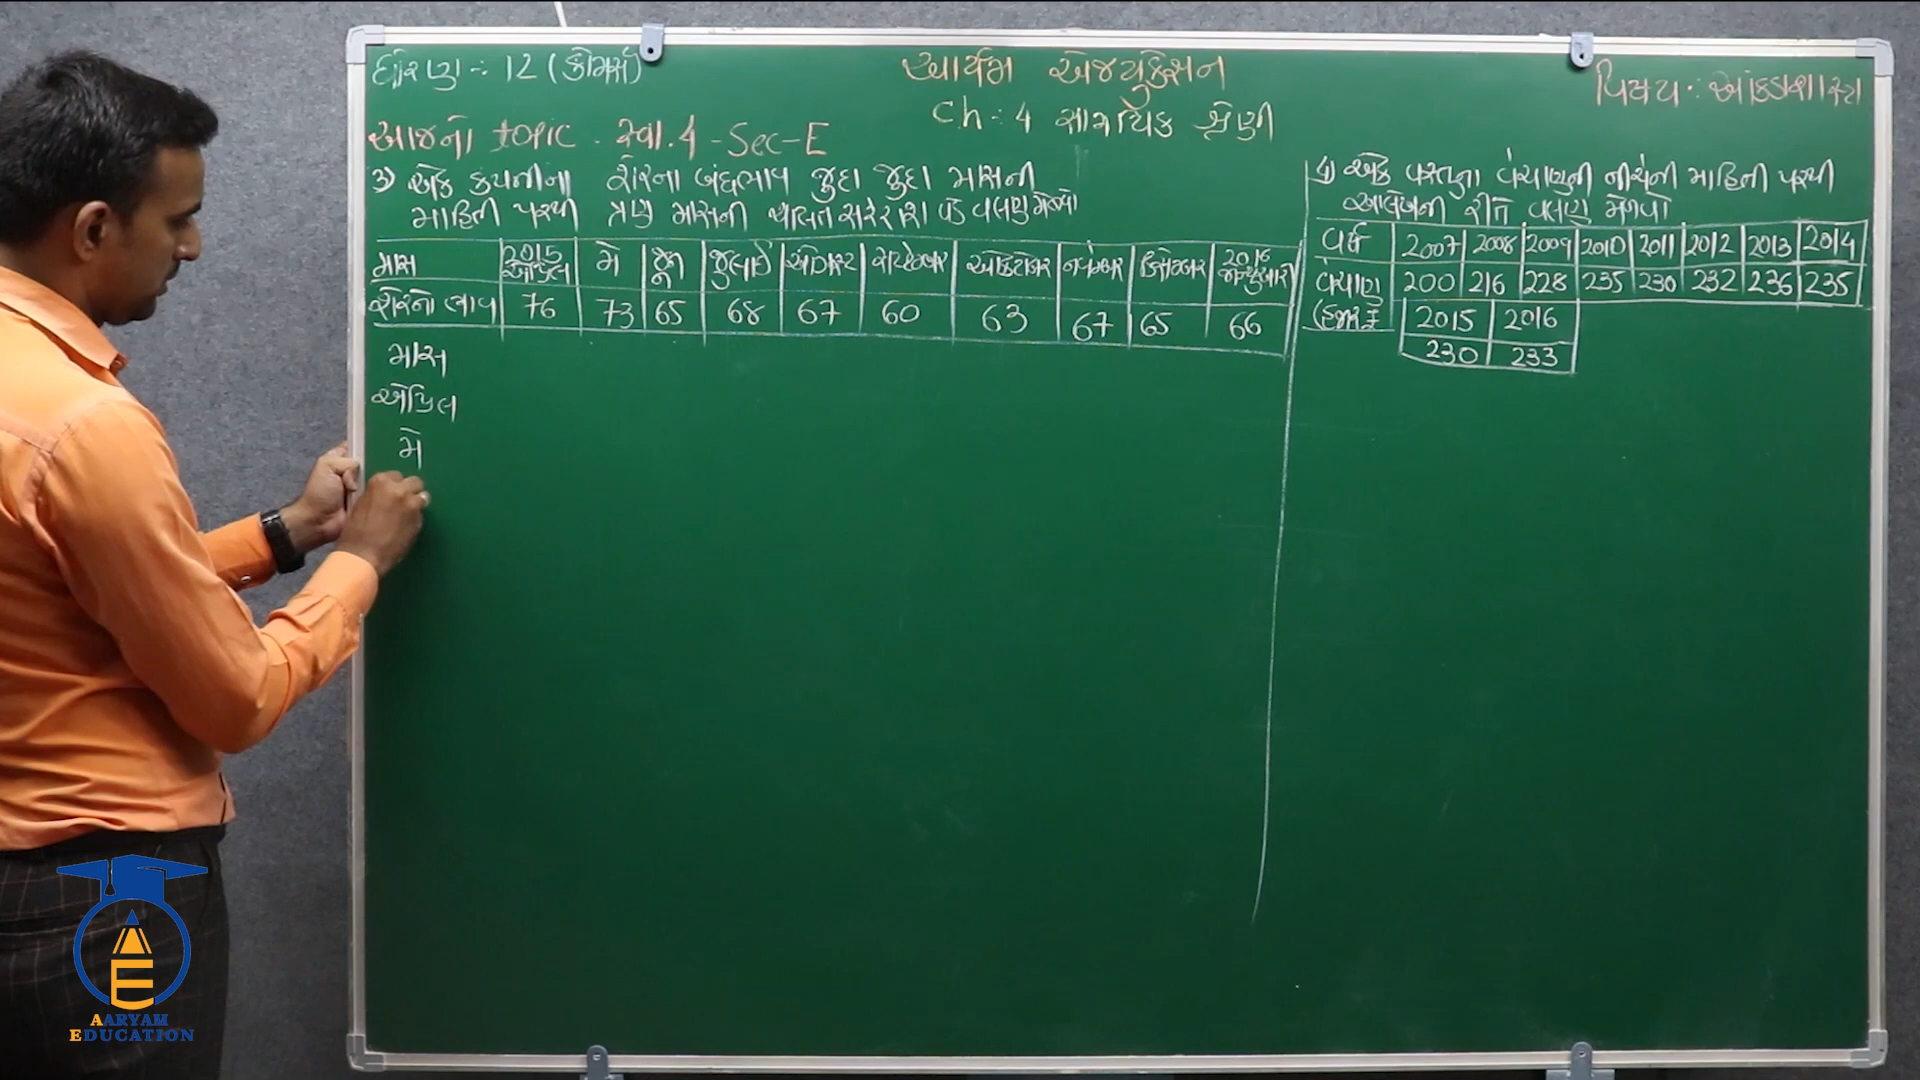 ધોરણ :- 12 (કોમર્સ)
આર્યમ એજ્યુકેશન
વિષય :- આંકડાશાસ્ત્ર
Ch :- 4 સામયિક શ્રેણી
આજનો topic - સ્વા. 4 - Sec - E
3) એક કંપનીના શેરના બંધભાવ જુદા જુદા માસની
માહિતી પરથી ત્રણ માસની ચલિત સરેરાશ વડે વલણ મેળવો
માસ 2015 એપ્રિલ મે જૂન જુલાઈ ઓગસ્ટ સપ્ટેમ્બર ઓક્ટોબર નવેમ્બર ડિસેમ્બર 2016 જાન્યુઆરી
શેરનો ભાવ 76 73 65 68 67 60 63 67 65 66
માસ
એપ્રિલ
મે
4) એક વસ્તુના વેચાણની નીચેની માહિતી પરથી
આલેખની રીતે વલણ મેળવો
વર્ષ 2007 2008 2009 2010 2011 2012 2013 2014
વેચાણ 200 216 228 235 230 232 236 235
(હજાર ₹ 2015 2016
230 233
AARYAM
EDUCATION